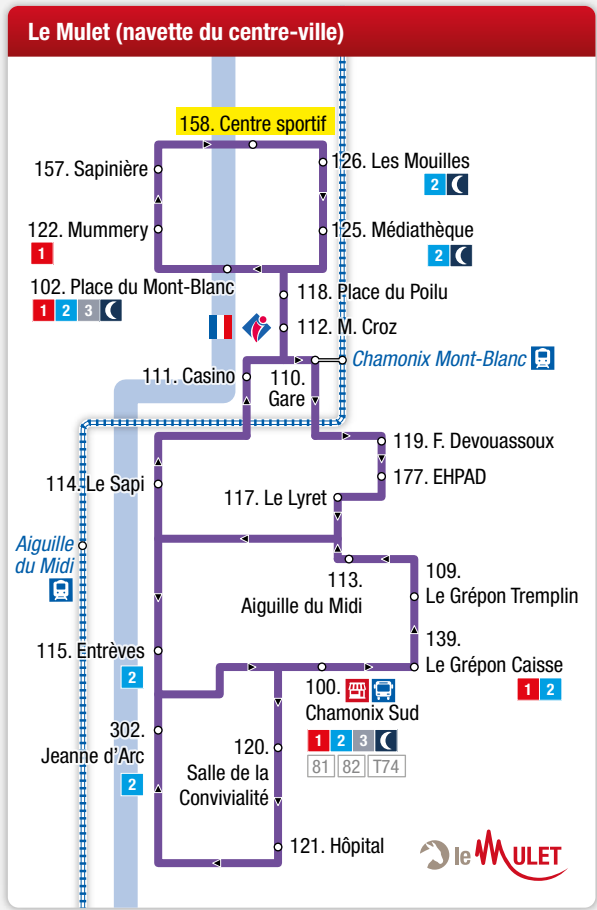 Le Mulet (navette du centre-ville)
158. Centre sportif
157. Sapinière
126. Les Mouilles
2
122. Mummery
1
125. Médiathèque
2
102. Place du Mont-Blanc
1 2 3
118. Place du Poilu
112. M. Croz
Chamonix Mont-Blanc
111. Casino
110.
Gare
119. F. Devouassoux
177. EHPAD
114. Le Sapi
117. Le Lyret
Aiguille
du Midi
113.
Aiguille du Midi
109.
Le Grépon Tremplin
115. Entrèves
2
139.
Le Grépon Caisse
1 2
100.
Chamonix Sud
1 2 3
81 82 T74
302.
Jeanne d'Arc
2
120.
Salle de la
Convivialité
121. Hôpital
le MULET